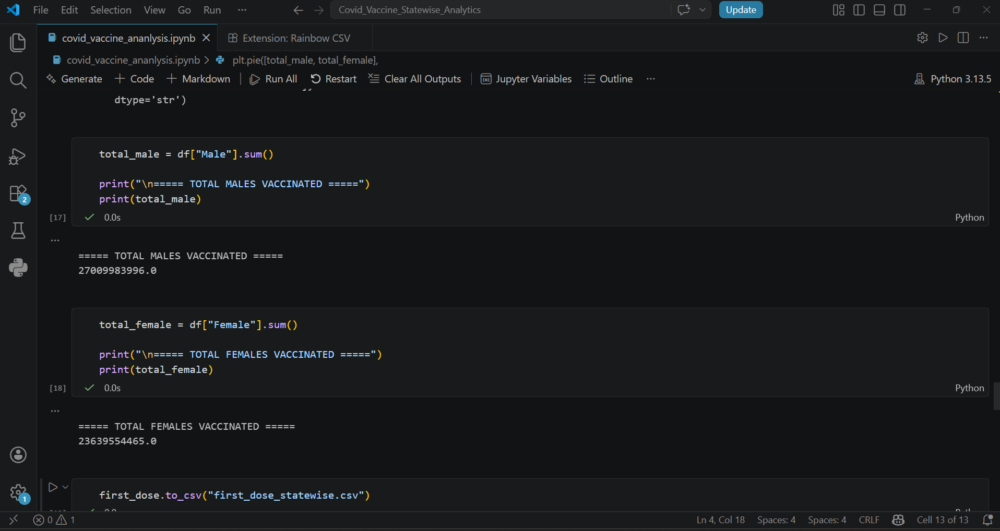 File Edit Selection View Go Run ··· Covid_Vaccine_Statewise_Analytics Update
covid_vaccine_ananlysis.ipynb Extension: Rainbow CSV
covid_vaccine_ananlysis.ipynb > plt.pie([total_male, total_female],
Generate + Code + Markdown Run All Restart Clear All Outputs Jupyter Variables Outline ··· Python 3.13.5
dtype='str')
total_male = df["Male"].sum()
print("\n===== TOTAL MALES VACCINATED =====")
print(total_male)
[17] 0.0s Python
...
===== TOTAL MALES VACCINATED =====
27009983996.0
total_female = df["Female"].sum()
print("\n===== TOTAL FEMALES VACCINATED =====")
print(total_female)
[18] 0.0s Python
...
===== TOTAL FEMALES VACCINATED =====
23639554465.0
first_dose.to_csv("first_dose_statewise.csv")
2
1
0 1 Ln 4, Col 18 Spaces: 4 Spaces: 4 CRLF Cell 13 of 13